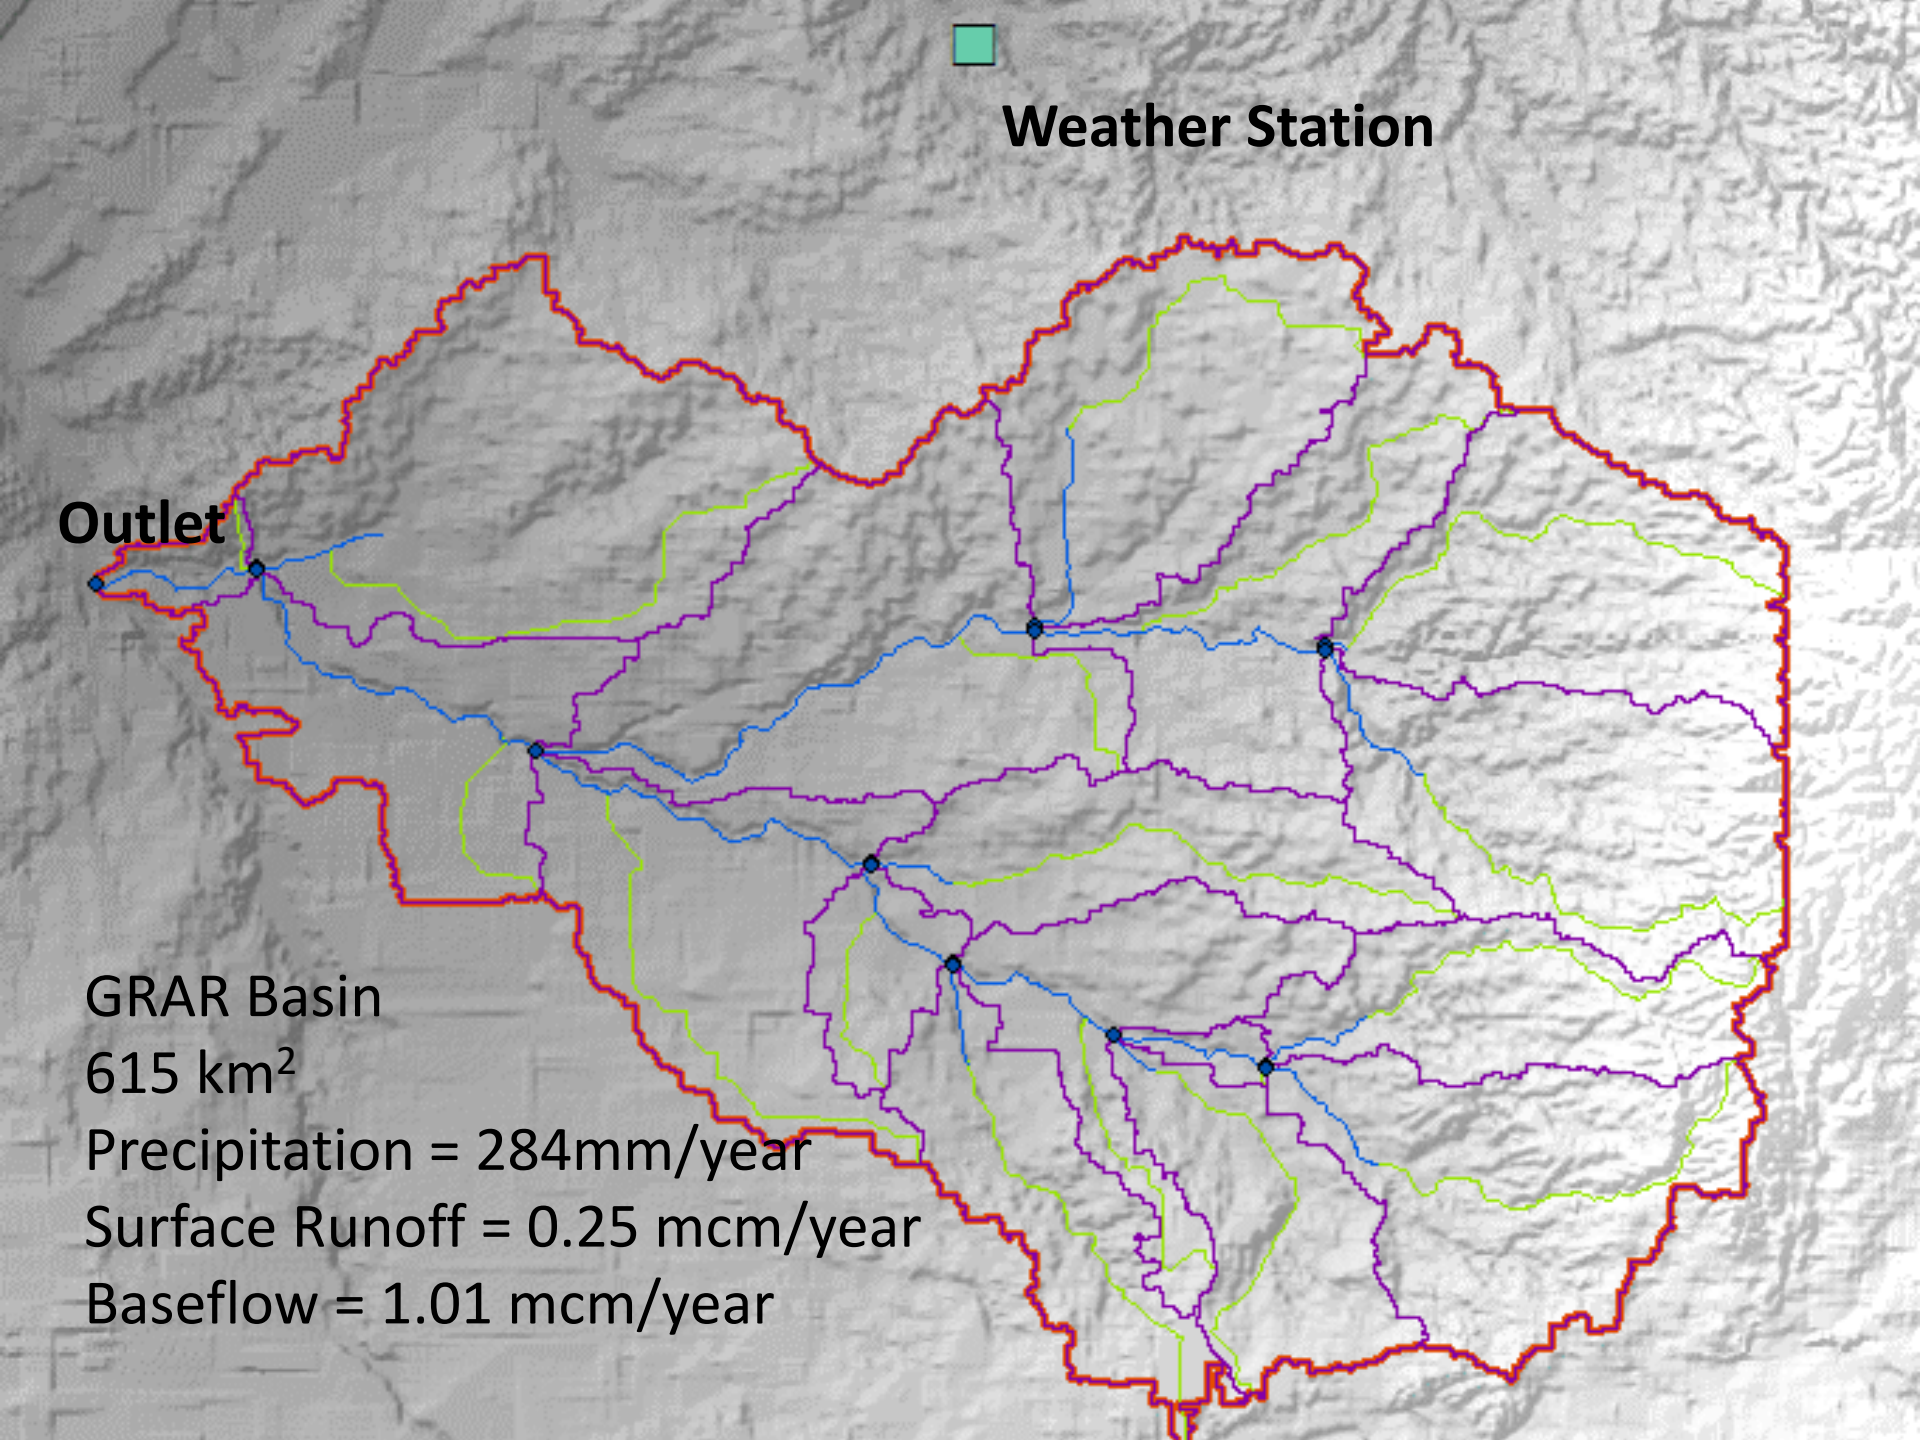 Weather Station
Outlet
GRAR Basin
615 km²
Precipitation = 284mm/year
Surface Runoff = 0.25 mcm/year
Baseflow = 1.01 mcm/year